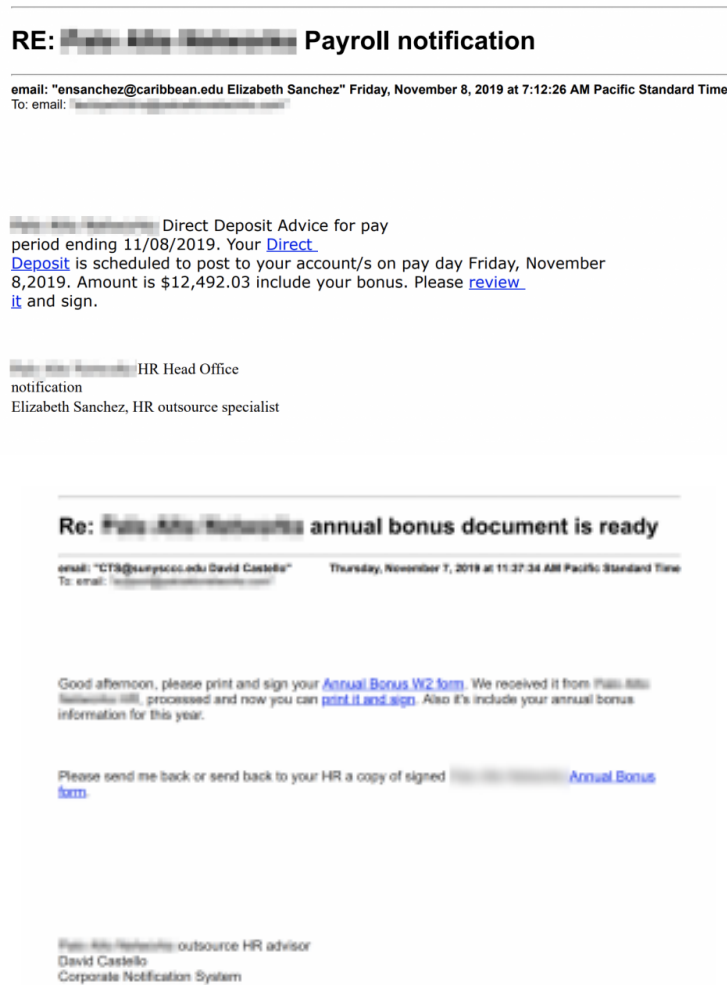 RE: Payroll notification
email: "ensanchez@caribbean.edu Elizabeth Sanchez" Friday, November 8, 2019 at 7:12:26 AM Pacific Standard Time
To: email:
Direct Deposit Advice for pay
period ending 11/08/2019. Your Direct
Deposit is scheduled to post to your account/s on pay day Friday, November
8,2019. Amount is $12,492.03 include your bonus. Please review
it and sign.
HR Head Office
notification
Elizabeth Sanchez, HR outsource specialist
Re: annual bonus document is ready
email: "CTS@sunysccc.edu David Castello" Thursday, November 7, 2019 at 11:37:34 AM Pacific Standard Time
To: email:
Good afternoon, please print and sign your Annual Bonus W2 form. We received it from
, processed and now you can print it and sign. Also it's include your annual bonus
information for this year.
Please send me back or send back to your HR a copy of signed Annual Bonus
form.
outsource HR advisor
David Castello
Corporate Notification System